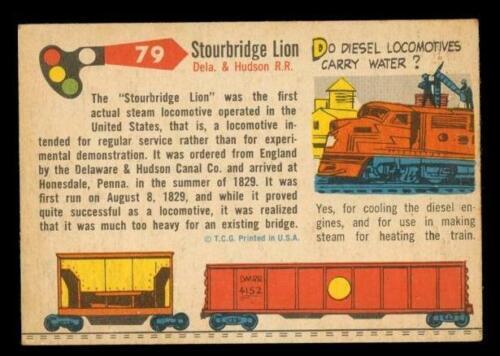 79
Stourbridge Lion
Dela. & Hudson R.R.
The "Stourbridge Lion" was the first
actual steam locomotive operated in the
United States, that is, a locomotive in-
tended for regular service rather than for experi-
mental demonstration. It was ordered from England
by the Delaware & Hudson Canal Co. and arrived at
Honesdale, Penna. in the summer of 1829. It was
first run on August 8, 1829, and while it proved
quite successful as a locomotive, it was realized
that it was much too heavy for an existing bridge.
© T.C.G. Printed in U.S.A.
DO DIESEL LOCOMOTIVES
CARRY WATER?
Yes, for cooling the diesel en-
gines, and for use in making
steam for heating the train.
4152